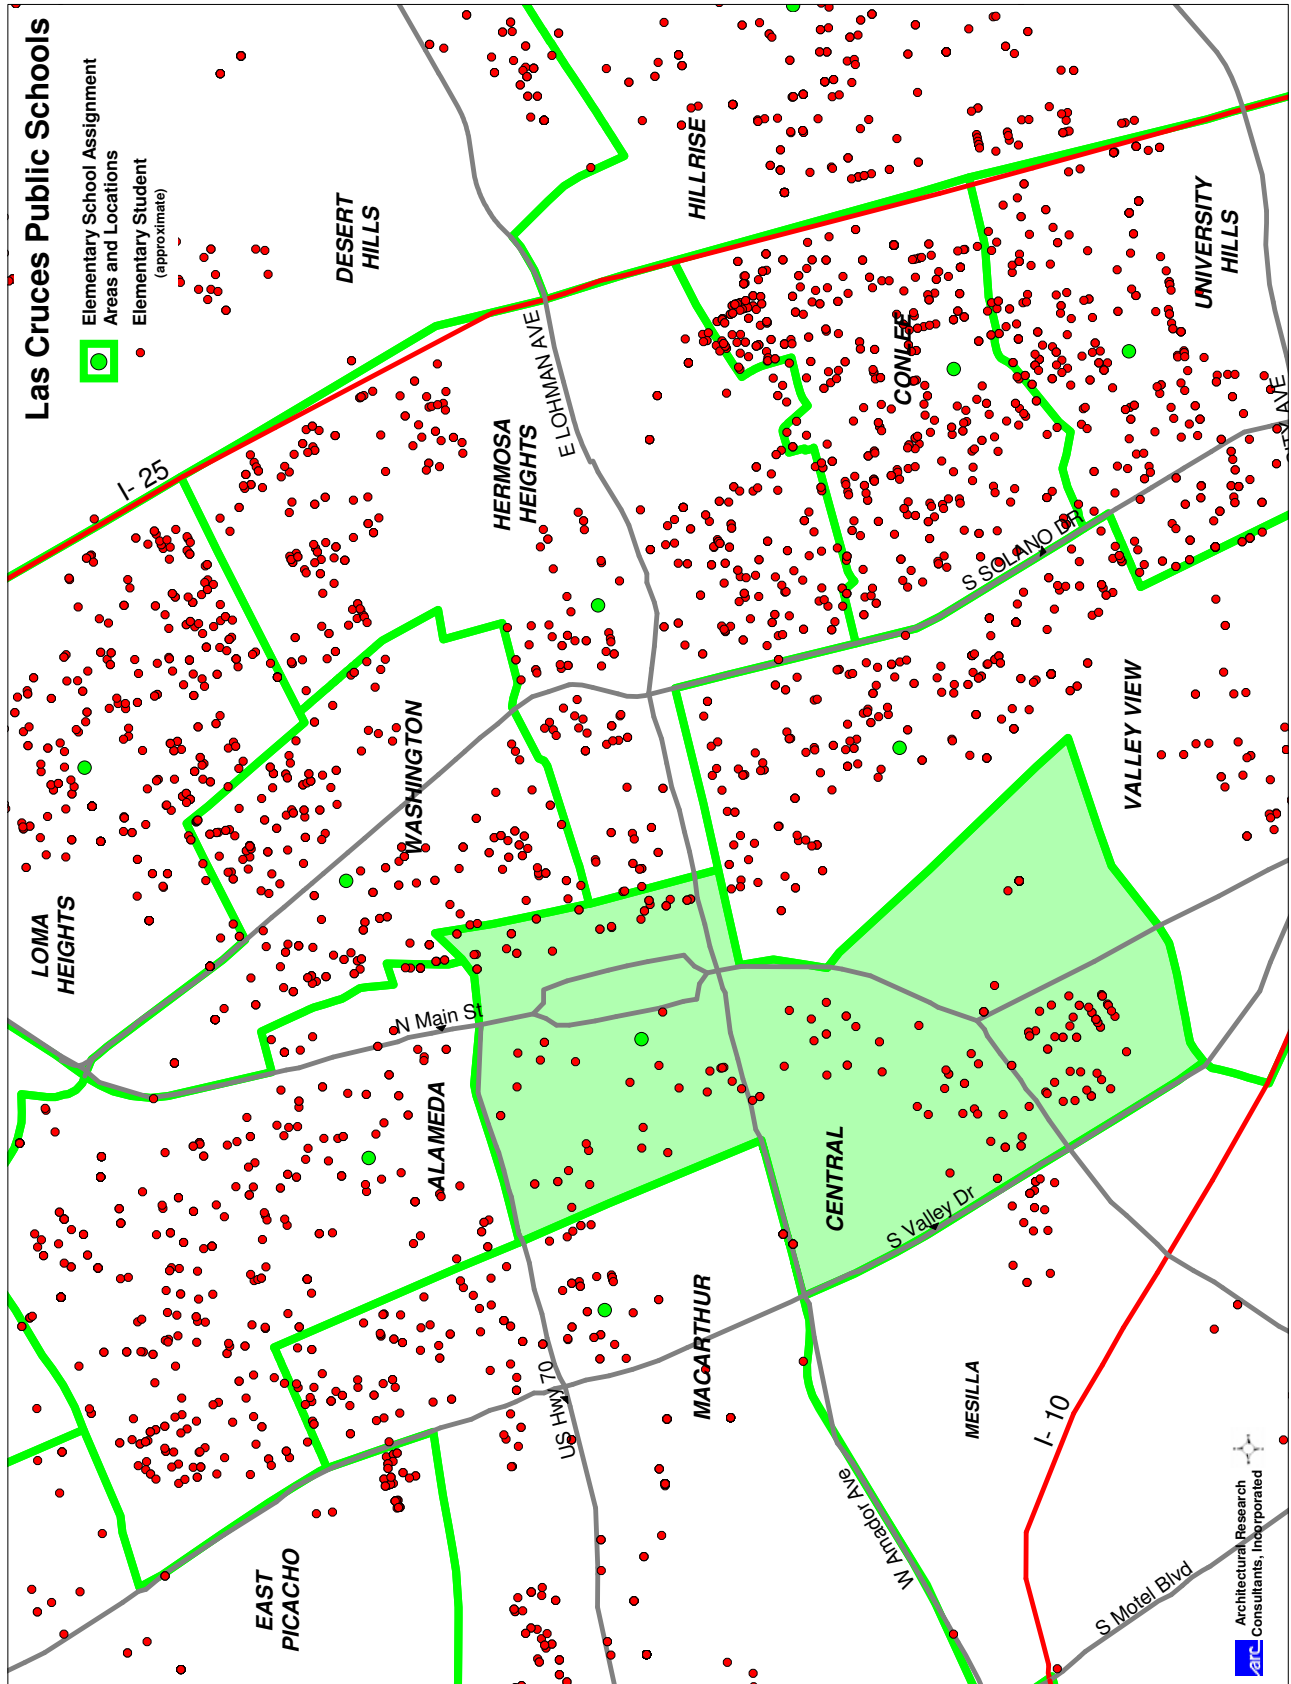 Las Cruces Public Schools
Elementary School Assignment
Areas and Locations
Elementary Student
(approximate)
I- 25
DESERT
HILLS
HILLRISE
UNIVERSITY
HILLS
CONLEE
E LOHMAN AVE
HERMOSA
HEIGHTS
S SOLANO DR
WASHINGTON
VALLEY VIEW
LOMA
HEIGHTS
N Main St
ALAMEDA
CENTRAL
S Valley Dr
MACARTHUR
US Hwy 70
MESILLA
I- 10
W Amador Ave
EAST
PICACHO
S Motel Blvd
arc
Architectural Research
Consultants, Incorporated